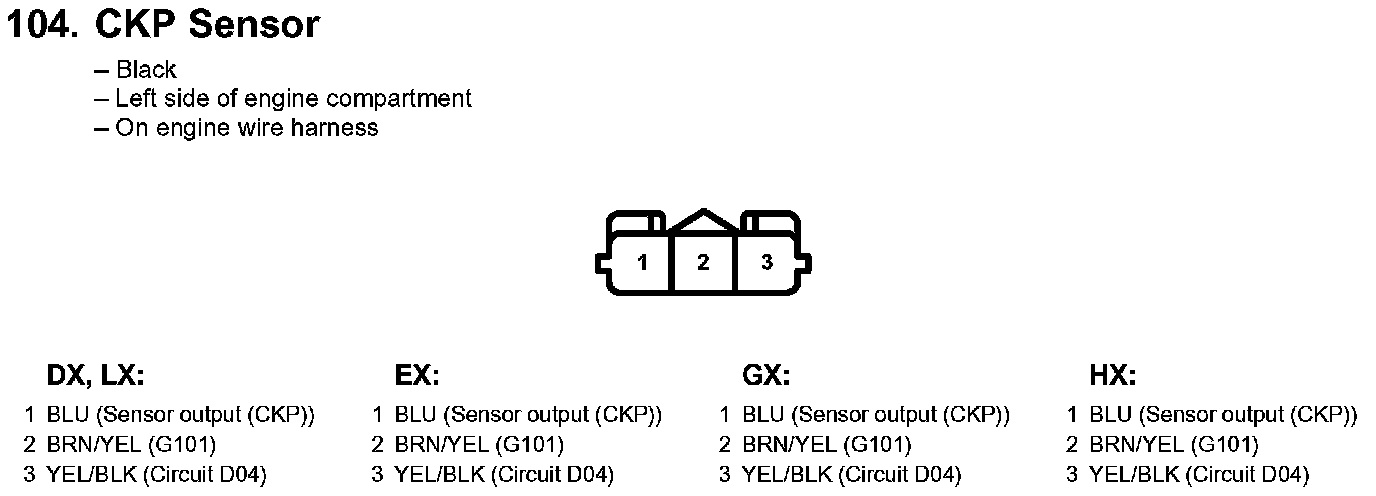 104. CKP Sensor
– Black
– Left side of engine compartment
– On engine wire harness
1 2 3
DX, LX:
1 BLU (Sensor output (CKP))
2 BRN/YEL (G101)
3 YEL/BLK (Circuit D04)
EX:
1 BLU (Sensor output (CKP))
2 BRN/YEL (G101)
3 YEL/BLK (Circuit D04)
GX:
1 BLU (Sensor output (CKP))
2 BRN/YEL (G101)
3 YEL/BLK (Circuit D04)
HX:
1 BLU (Sensor output (CKP))
2 BRN/YEL (G101)
3 YEL/BLK (Circuit D04)